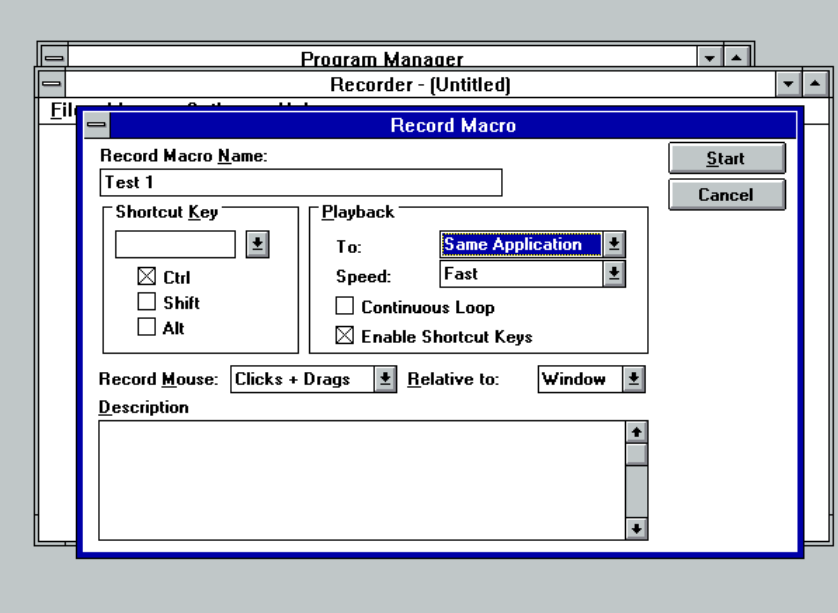 Program Manager
Recorder - (Untitled)
Fil
Record Macro
Record Macro Name:
Start
Test 1
Cancel
Shortcut Key
Playback
To: Same Application
Ctrl
Speed: Fast
Shift
Continuous Loop
Alt
Enable Shortcut Keys
Record Mouse: Clicks + Drags Relative to: Window
Description